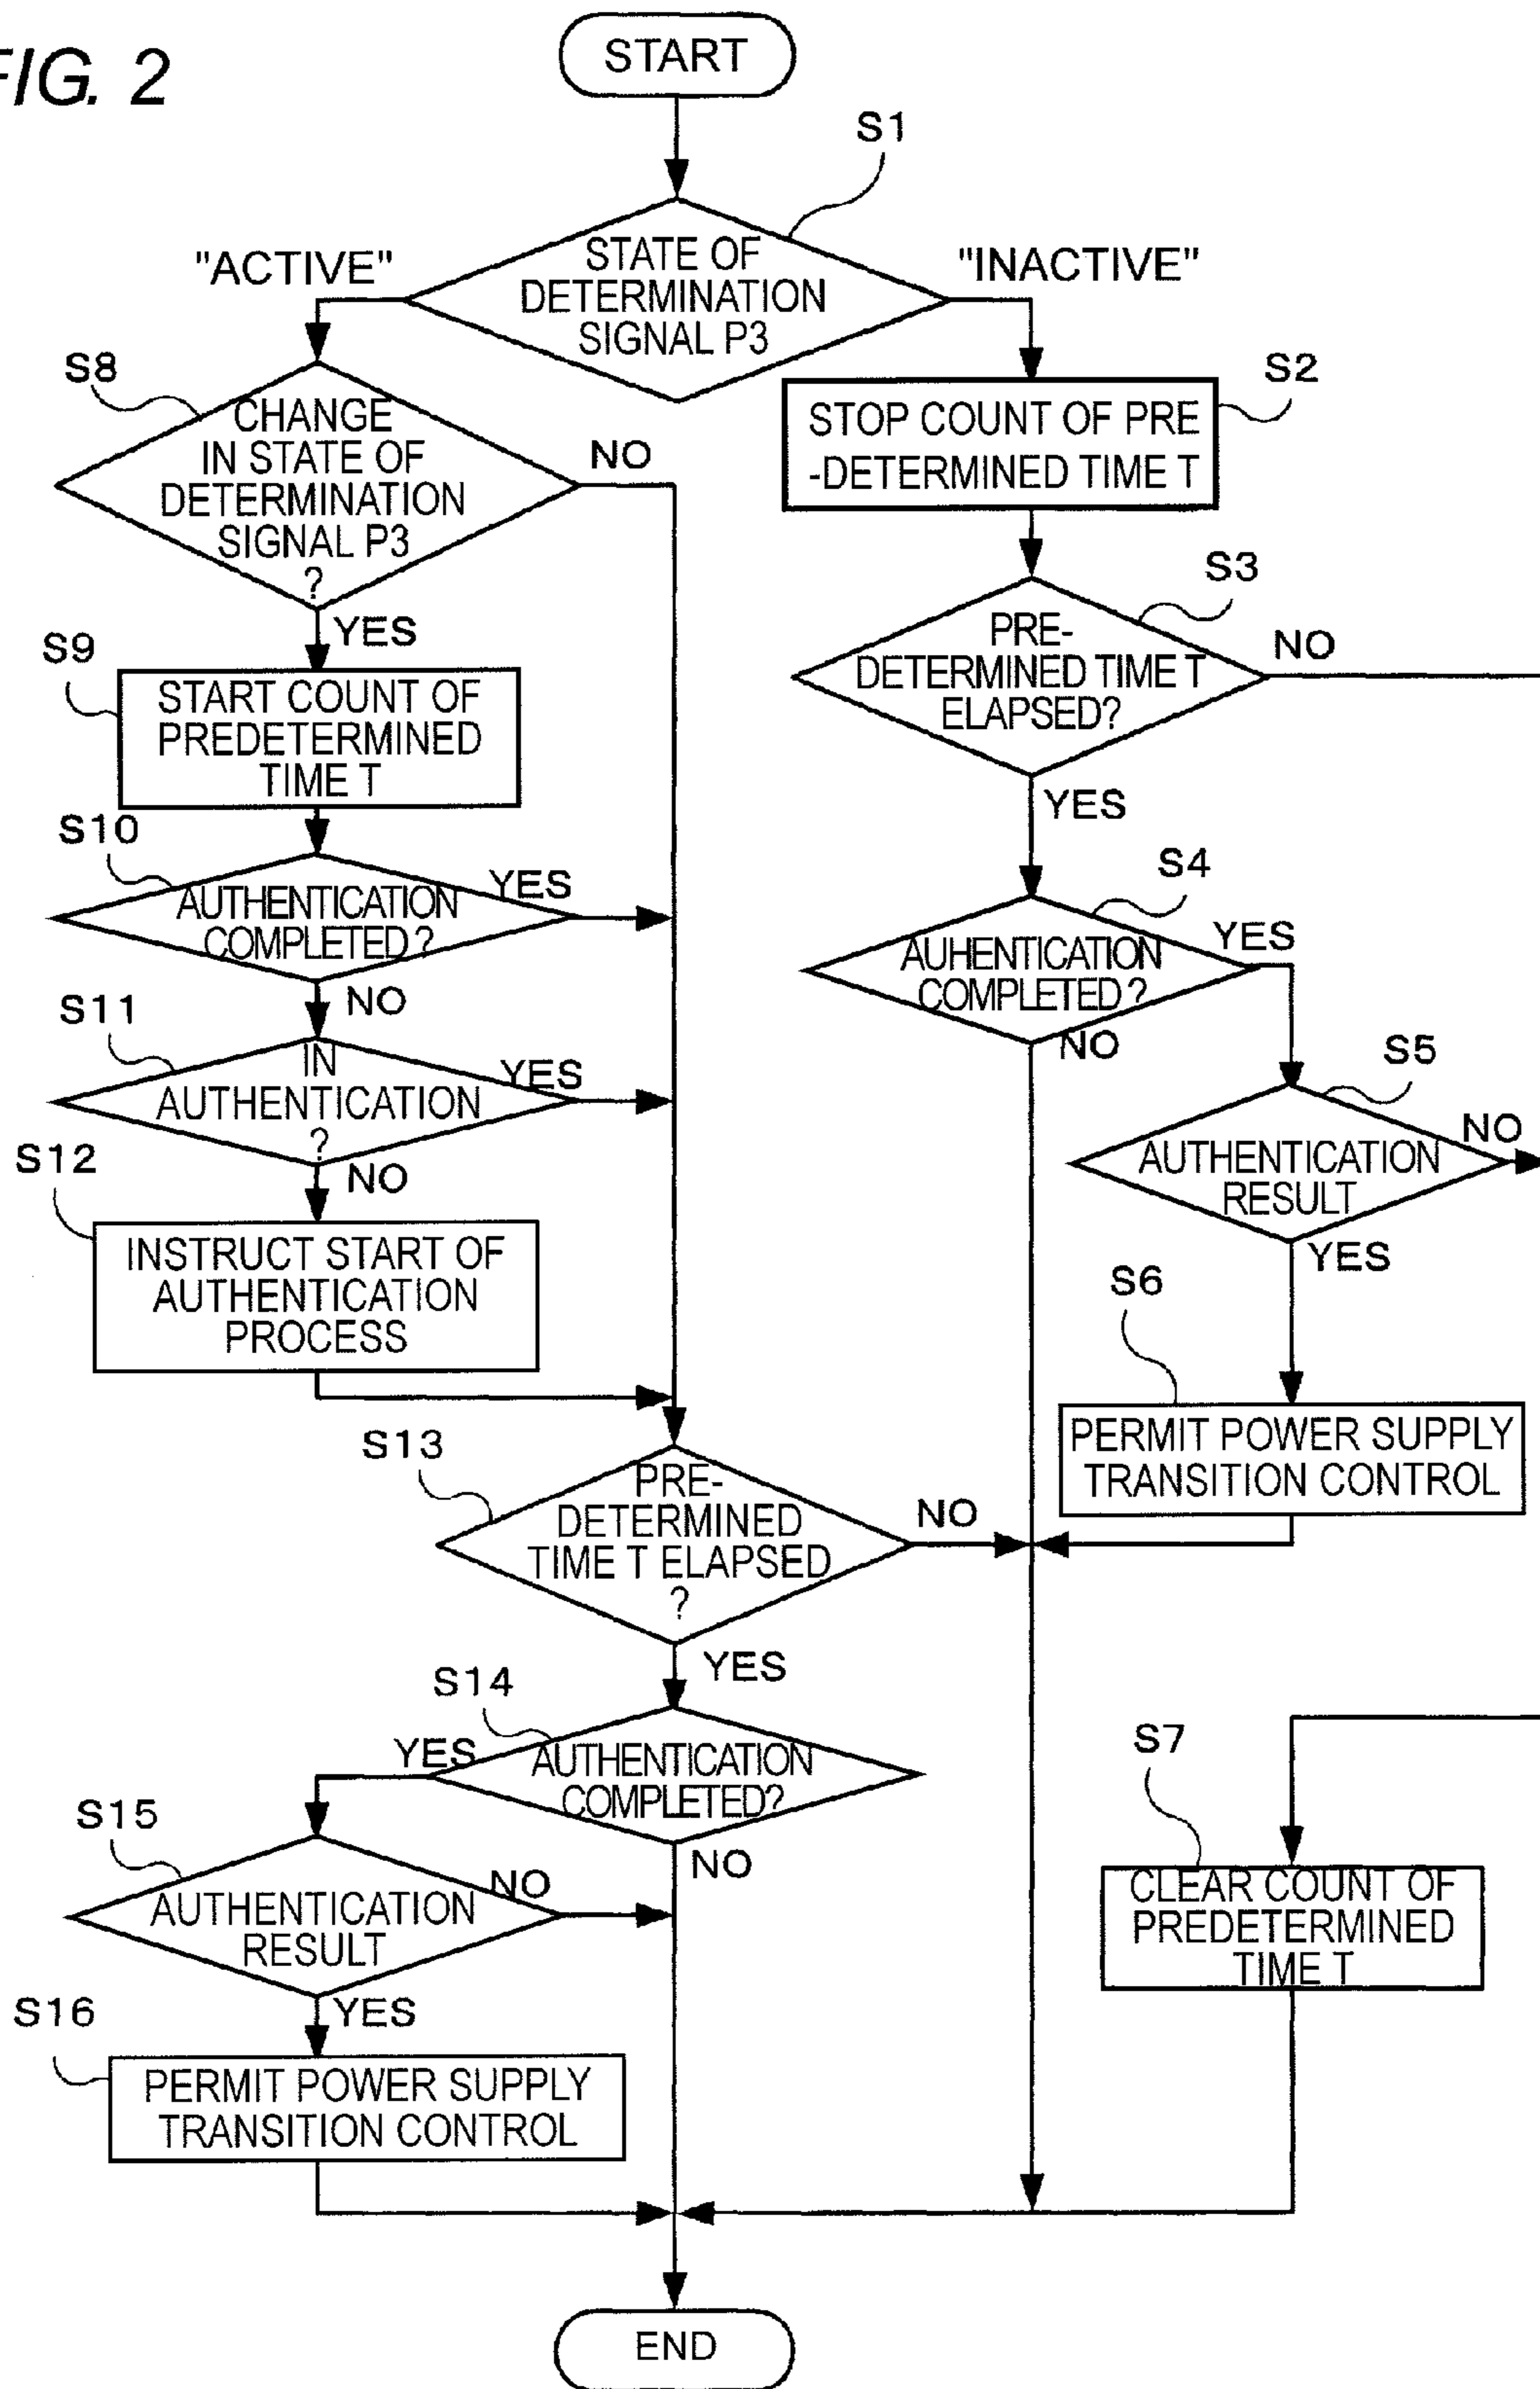 FIG. 2
START
S1
"ACTIVE"
"INACTIVE"
STATE OF
DETERMINATION
SIGNAL P3
S8
CHANGE
IN STATE OF
DETERMINATION
SIGNAL P3
?
NO
YES
S2
STOP COUNT OF PRE
-DETERMINED TIME T
S3
PRE-
DETERMINED TIME T
ELAPSED?
NO
YES
S9
START COUNT OF
PREDETERMINED
TIME T
S10
AUTHENTICATION
COMPLETED?
YES
NO
S4
AUHENTICATION
COMPLETED?
YES
NO
S11
IN
AUTHENTICATION
?
YES
NO
S5
AUTHENTICATION
RESULT
NO
YES
S12
INSTRUCT START OF
AUTHENTICATION
PROCESS
S6
PERMIT POWER SUPPLY
TRANSITION CONTROL
S13
PRE-
DETERMINED
TIME T ELAPSED
?
NO
YES
S14
AUTHENTICATION
COMPLETED?
YES
NO
S7
CLEAR COUNT OF
PREDETERMINED
TIME T
S15
AUTHENTICATION
RESULT
NO
YES
S16
PERMIT POWER SUPPLY
TRANSITION CONTROL
END